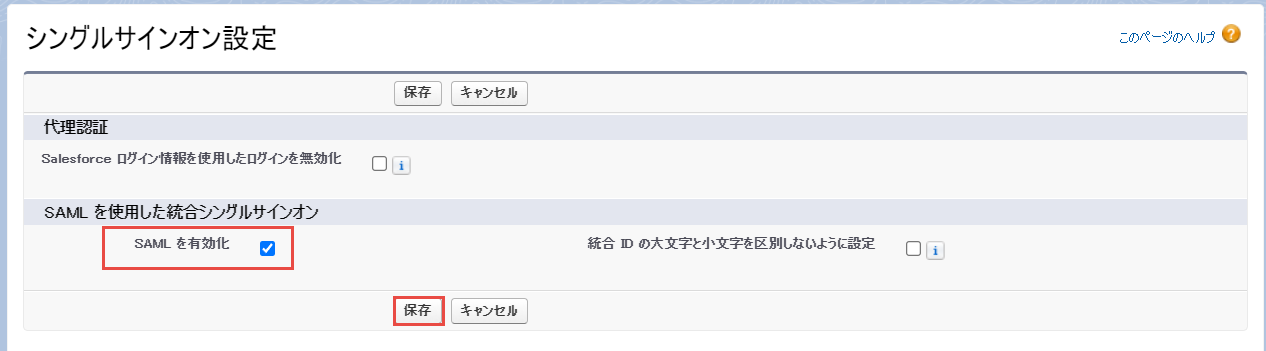 シングルサインオン設定
このページのヘルプ ?
保存 キャンセル
代理認証
Salesforce ログイン情報を使用したログインを無効化 i
SAML を使用した統合シングルサインオン
SAML を有効化 統合 ID の大文字と小文字を区別しないように設定 i
保存 キャンセル